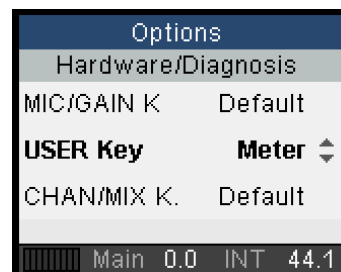 Options
Hardware/Diagnosis
MIC/GAIN K Default
USER Key Meter
CHAN/MIX K. Default
Main 0.0 INT 44.1